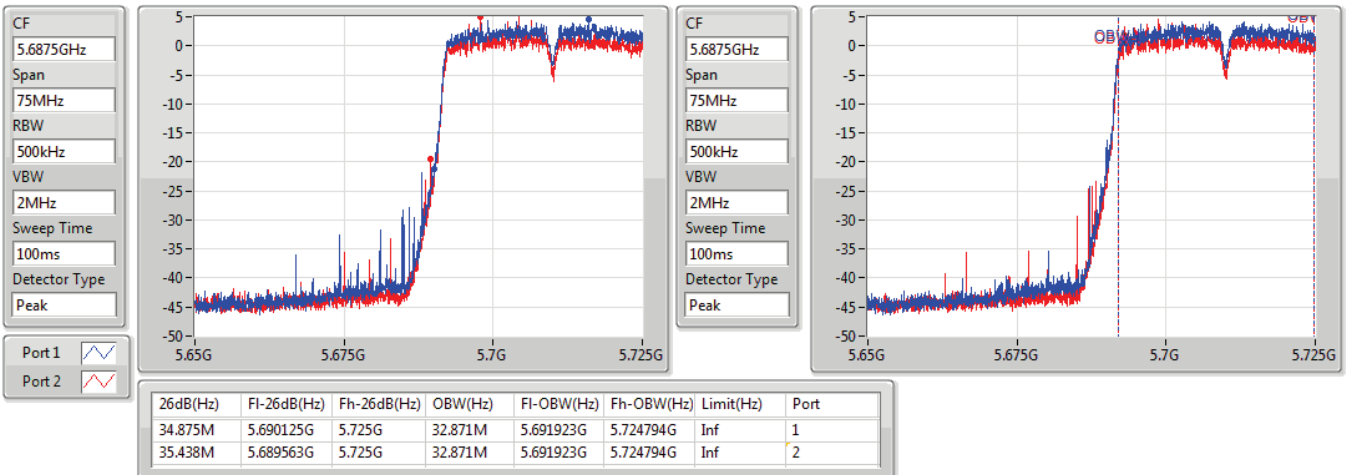 CF
5.6875GHz
Span
75MHz
RBW
500kHz
VBW
2MHz
Sweep Time
100ms
Detector Type
Peak
Port 1
Port 2
5
0
-5
-10
-15
-20
-25
-30
-35
-40
-45
-50
5.65G 5.675G 5.7G 5.725G
CF
5.6875GHz
Span
75MHz
RBW
500kHz
VBW
2MHz
Sweep Time
100ms
Detector Type
Peak
5
0
-5
-10
-15
-20
-25
-30
-35
-40
-45
-50
5.65G 5.675G 5.7G 5.725G
26dB(Hz) Fl-26dB(Hz) Fh-26dB(Hz) OBW(Hz) Fl-OBW(Hz) Fh-OBW(Hz) Limit(Hz) Port
34.875M 5.690125G 5.725G 32.871M 5.691923G 5.724794G Inf 1
35.438M 5.689563G 5.725G 32.871M 5.691923G 5.724794G Inf 2